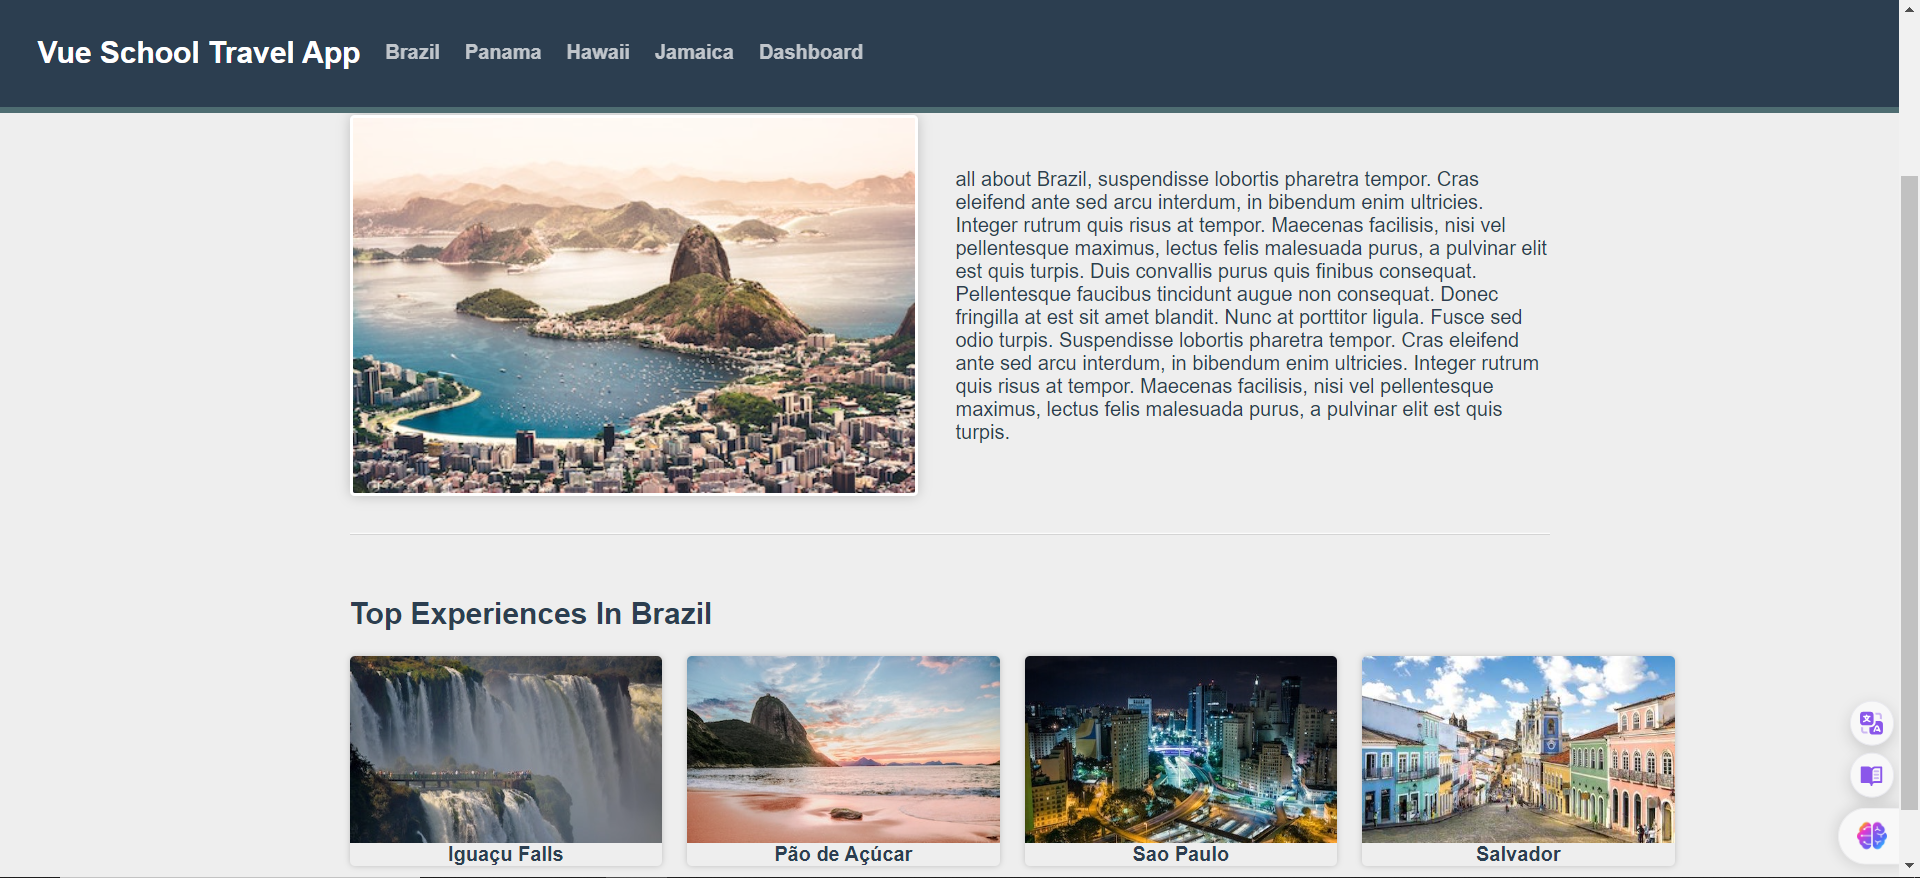 Vue School Travel App Brazil Panama Hawaii Jamaica Dashboard
all about Brazil, suspendisse lobortis pharetra tempor. Cras
eleifend ante sed arcu interdum, in bibendum enim ultricies.
Integer rutrum quis risus at tempor. Maecenas facilisis, nisi vel
pellentesque maximus, lectus felis malesuada purus, a pulvinar elit
est quis turpis. Duis convallis purus quis finibus consequat.
Pellentesque faucibus tincidunt augue non consequat. Donec
fringilla at est sit amet blandit. Nunc at porttitor ligula. Fusce sed
odio turpis. Suspendisse lobortis pharetra tempor. Cras eleifend
ante sed arcu interdum, in bibendum enim ultricies. Integer rutrum
quis risus at tempor. Maecenas facilisis, nisi vel pellentesque
maximus, lectus felis malesuada purus, a pulvinar elit est quis
turpis.
Top Experiences In Brazil
Iguaçu Falls
Pão de Açúcar
Sao Paulo
Salvador